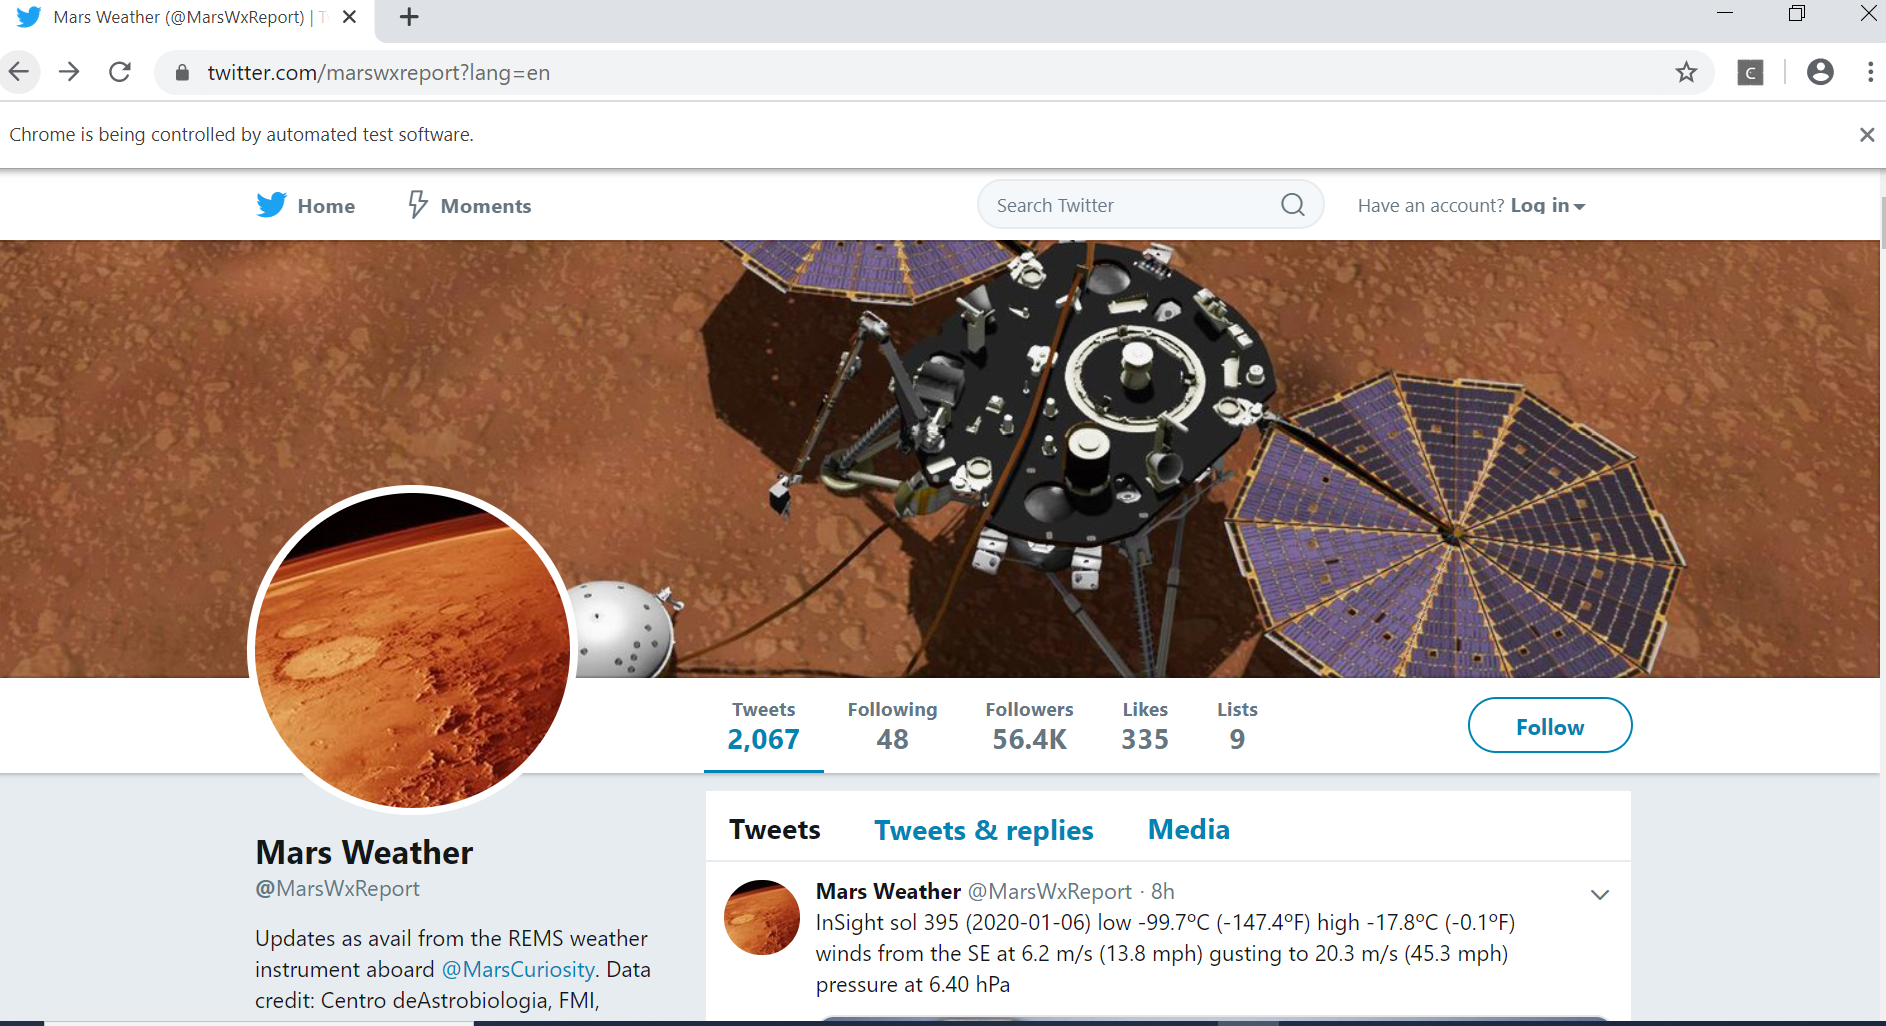 Mars Weather (@MarsWxReport) |
twitter.com/marswxreport?lang=en
C
Chrome is being controlled by automated test software.
Home
Moments
Search Twitter
Have an account? Log in
Tweets
Following
Followers
Likes
Lists
2,067
48
56.4K
335
9
Follow
Mars Weather
@MarsWxReport
Updates as avail from the REMS weather
instrument aboard @MarsCuriosity. Data
credit: Centro deAstrobiologia, FMI,
Tweets
Tweets & replies
Media
Mars Weather @MarsWxReport · 8h
InSight sol 395 (2020-01-06) low -99.7ºC (-147.4ºF) high -17.8ºC (-0.1ºF)
winds from the SE at 6.2 m/s (13.8 mph) gusting to 20.3 m/s (45.3 mph)
pressure at 6.40 hPa